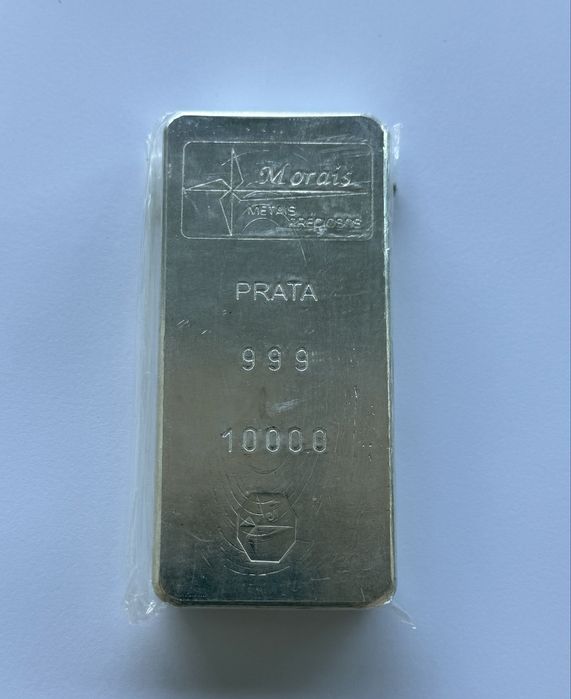 Morais
METAIS
PRECIOSOS
PRATA
999
1000.0